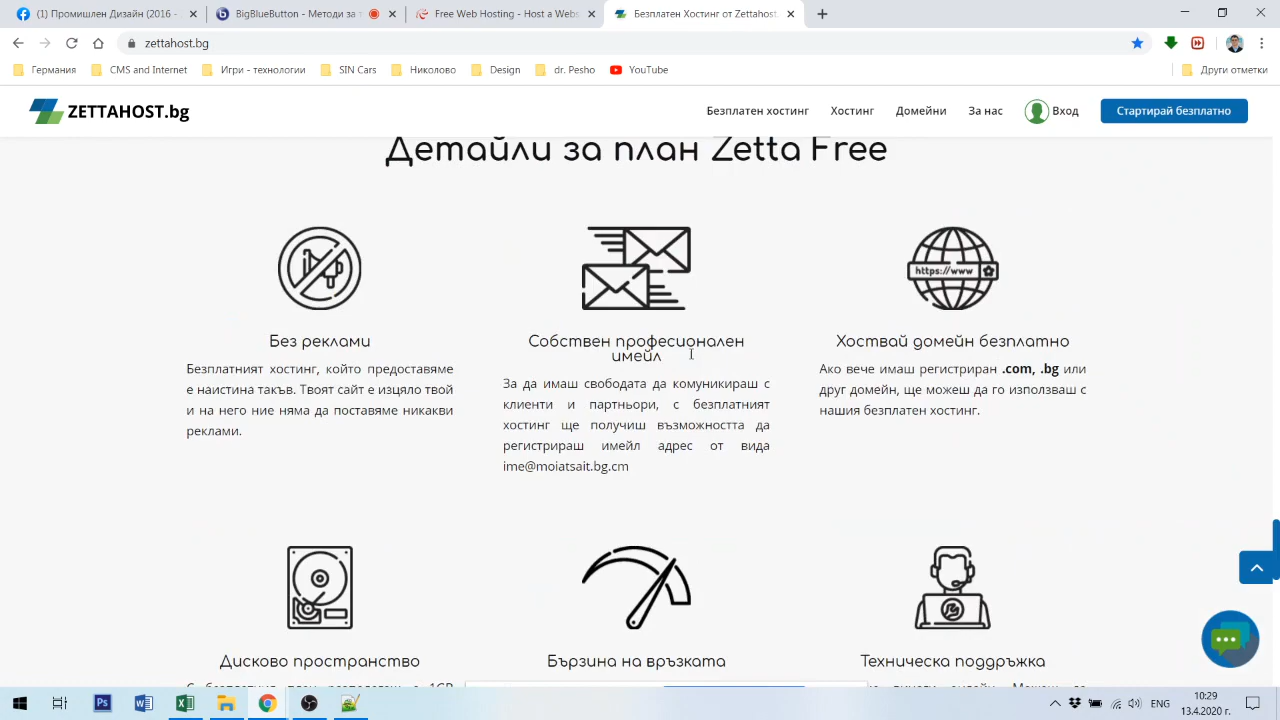 Промишлен Дизайн (2016 -
BigBlueButton - Методи за т
Free Web Hosting - Host a Webs
Безплатен Хостинг от Zettahost.
zettahost.bg
Германия
CMS and Internet
Игри - технологии
SIN Cars
Николово
Design
dr. Pesho
YouTube
Други отметки
ZETTAHOST.bg
Безплатен хостинг
Хостинг
Домейни
За нас
Вход
Стартирай безплатно
Детайли за план Zetta Free
https://www
Без реклами
Безплатният хостинг, който предоставяме
е наистина такъв. Твоят сайт е изцяло твой
и на него ние няма да поставяме никакви
реклами.
Собствен професионален
имейл
За да имаш свободата да комуникираш с
клиенти и партньори, с безплатният
хостинг ще получиш възможността да
регистрираш имейл адрес от вида
ime@moiatsait.bg.cm
Хоствай домейн безплатно
Ако вече имаш регистриран .com, .bg или
друг домейн, ще можеш да го използваш с
нашия безплатен хостинг.
Дисково пространство
Бързина на връзката
Техническа поддръжка
ENG
10:29
13.4.2020 г.